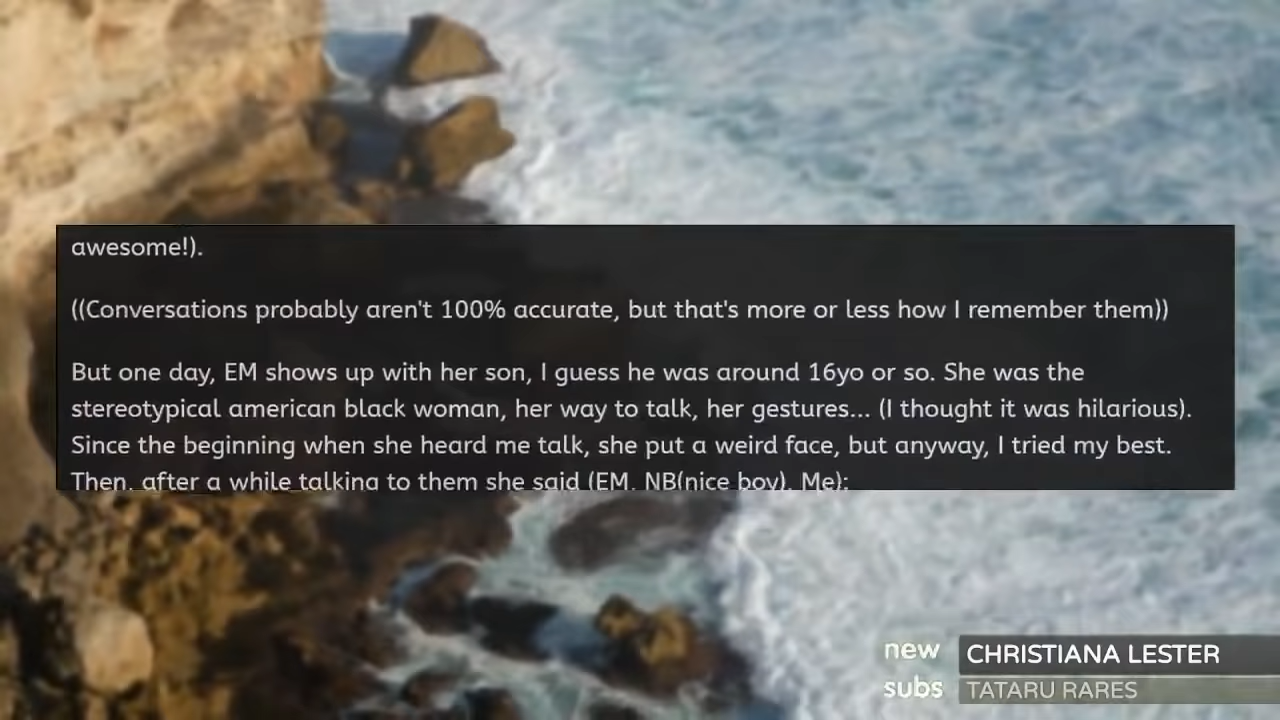 awesome!).
((Conversations probably aren't 100% accurate, but that's more or less how I remember them))
But one day, EM shows up with her son, I guess he was around 16yo or so. She was the
stereotypical american black woman, her way to talk, her gestures... (I thought it was hilarious).
Since the beginning when she heard me talk, she put a weird face, but anyway, I tried my best.
Then, after a while talking to them she said (EM, NB(nice boy), Me):
new CHRISTIANA LESTER
subs TATARU RARES